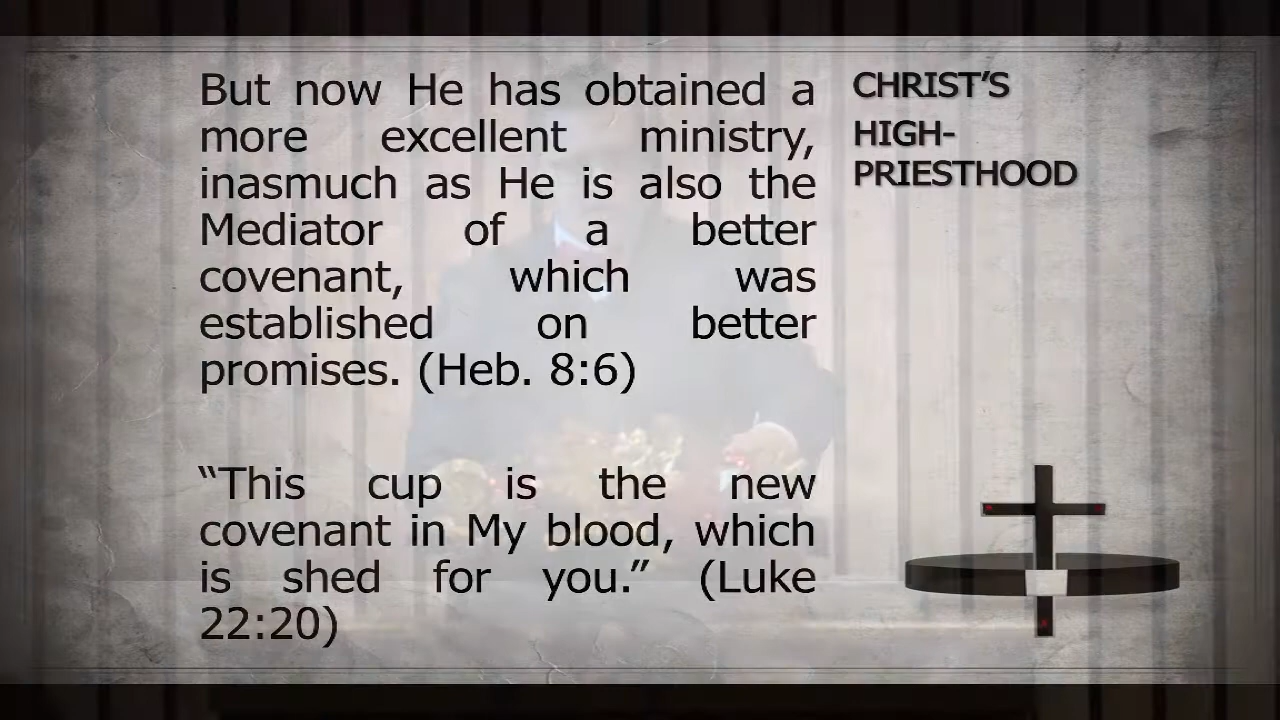 But now He has obtained a
more excellent ministry,
inasmuch as He is also the
Mediator of a better
covenant, which was
established on better
promises. (Heb. 8:6)
“This cup is the new
covenant in My blood, which
is shed for you.” (Luke
22:20)
CHRIST’S
HIGH-
PRIESTHOOD